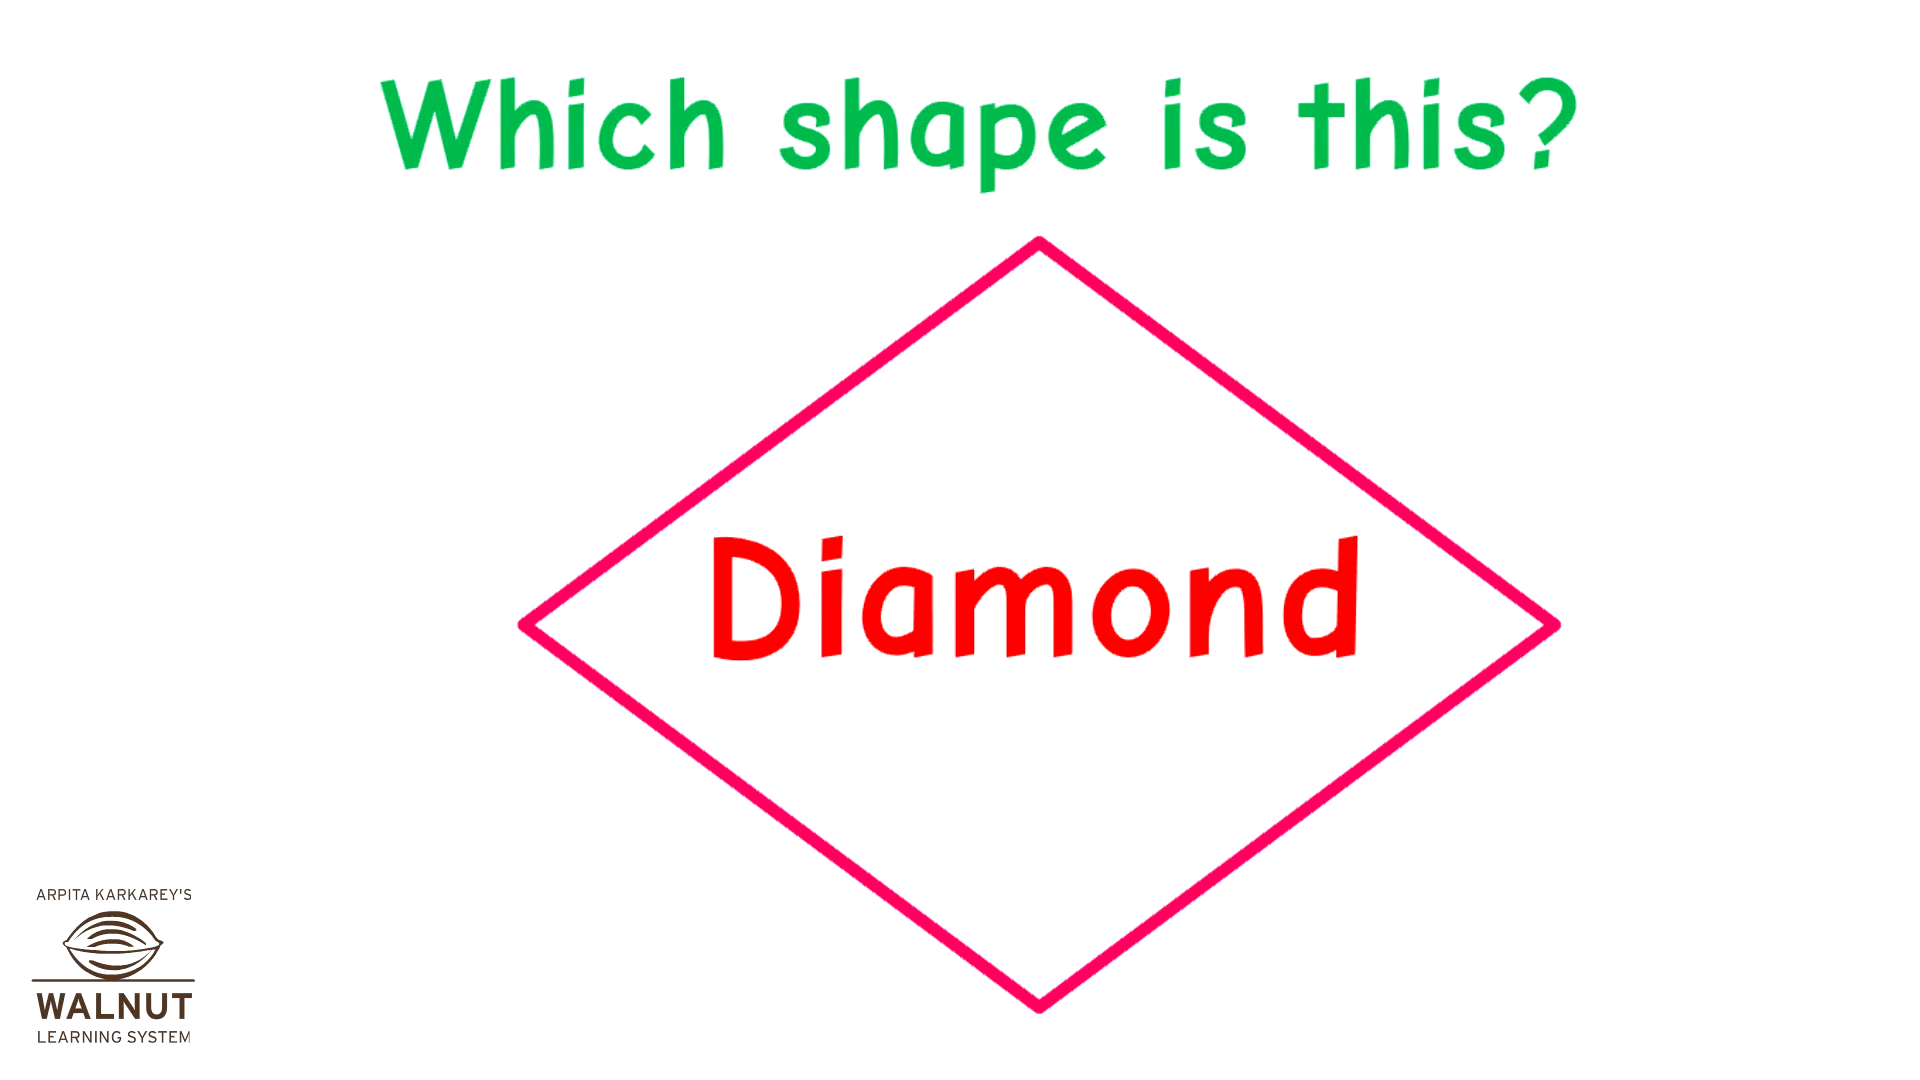 Which shape is this?
Diamond
ARPITA KARKAREY'S
WALNUT
LEARNING SYSTEM